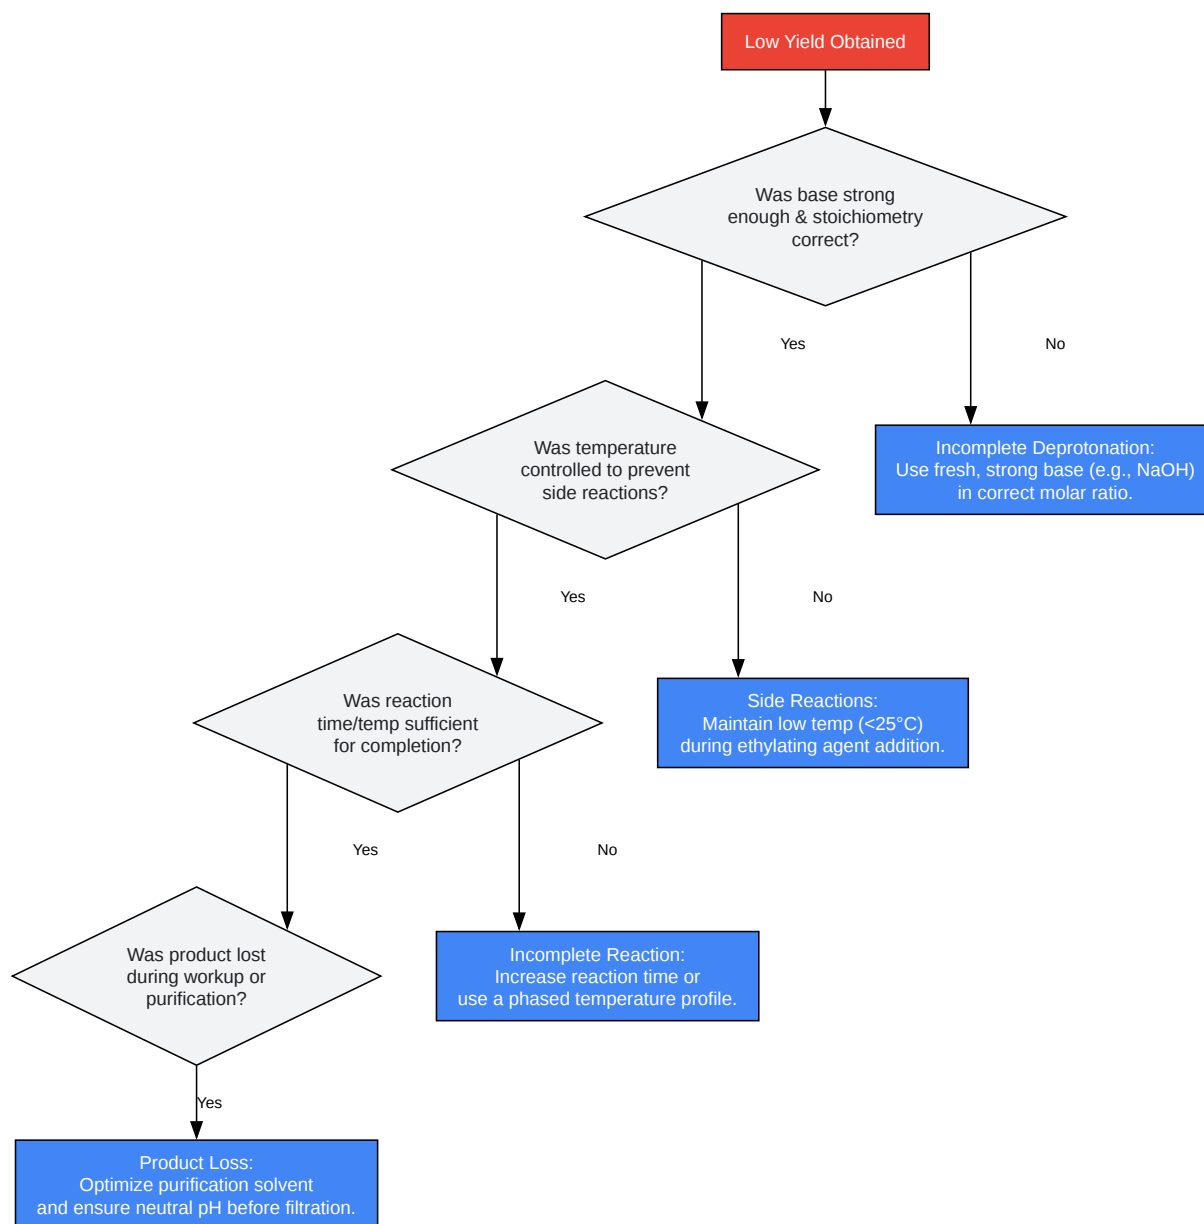 Low Yield Obtained
Was base strong
enough & stoichiometry
correct?
Yes
No
Was temperature
controlled to prevent
side reactions?
Incomplete Deprotonation:
Use fresh, strong base (e.g., NaOH)
in correct molar ratio.
Yes
No
Was reaction
time/temp sufficient
for completion?
Side Reactions:
Maintain low temp (<25°C)
during ethylating agent addition.
Yes
No
Was product lost
during workup or
purification?
Incomplete Reaction:
Increase reaction time or
use a phased temperature profile.
Yes
Product Loss:
Optimize purification solvent
and ensure neutral pH before filtration.